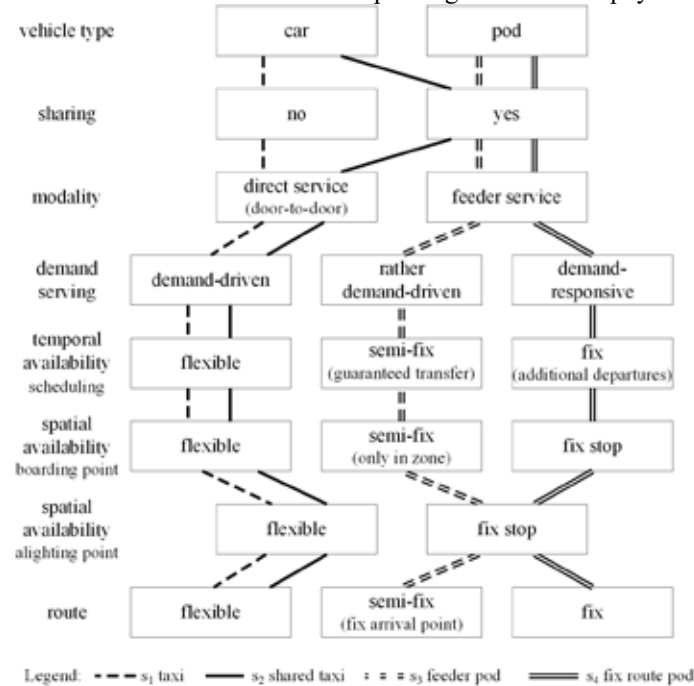 vehicle type car pod
sharing no yes
modality direct service
(door-to-door) feeder service
demand
serving demand-driven rather
demand-driven demand-
responsive
temporal
availability
scheduling flexible semi-fix
(guaranteed transfer) fix
(additional departures)
spatial
availability
boarding point flexible semi-fix
(only in zone) fix stop
spatial
availability
alighting point flexible fix stop
route flexible semi-fix
(fix arrival point) fix
Legend: s₁ taxi s₂ shared taxi s₃ feeder pod s₄ fix route pod